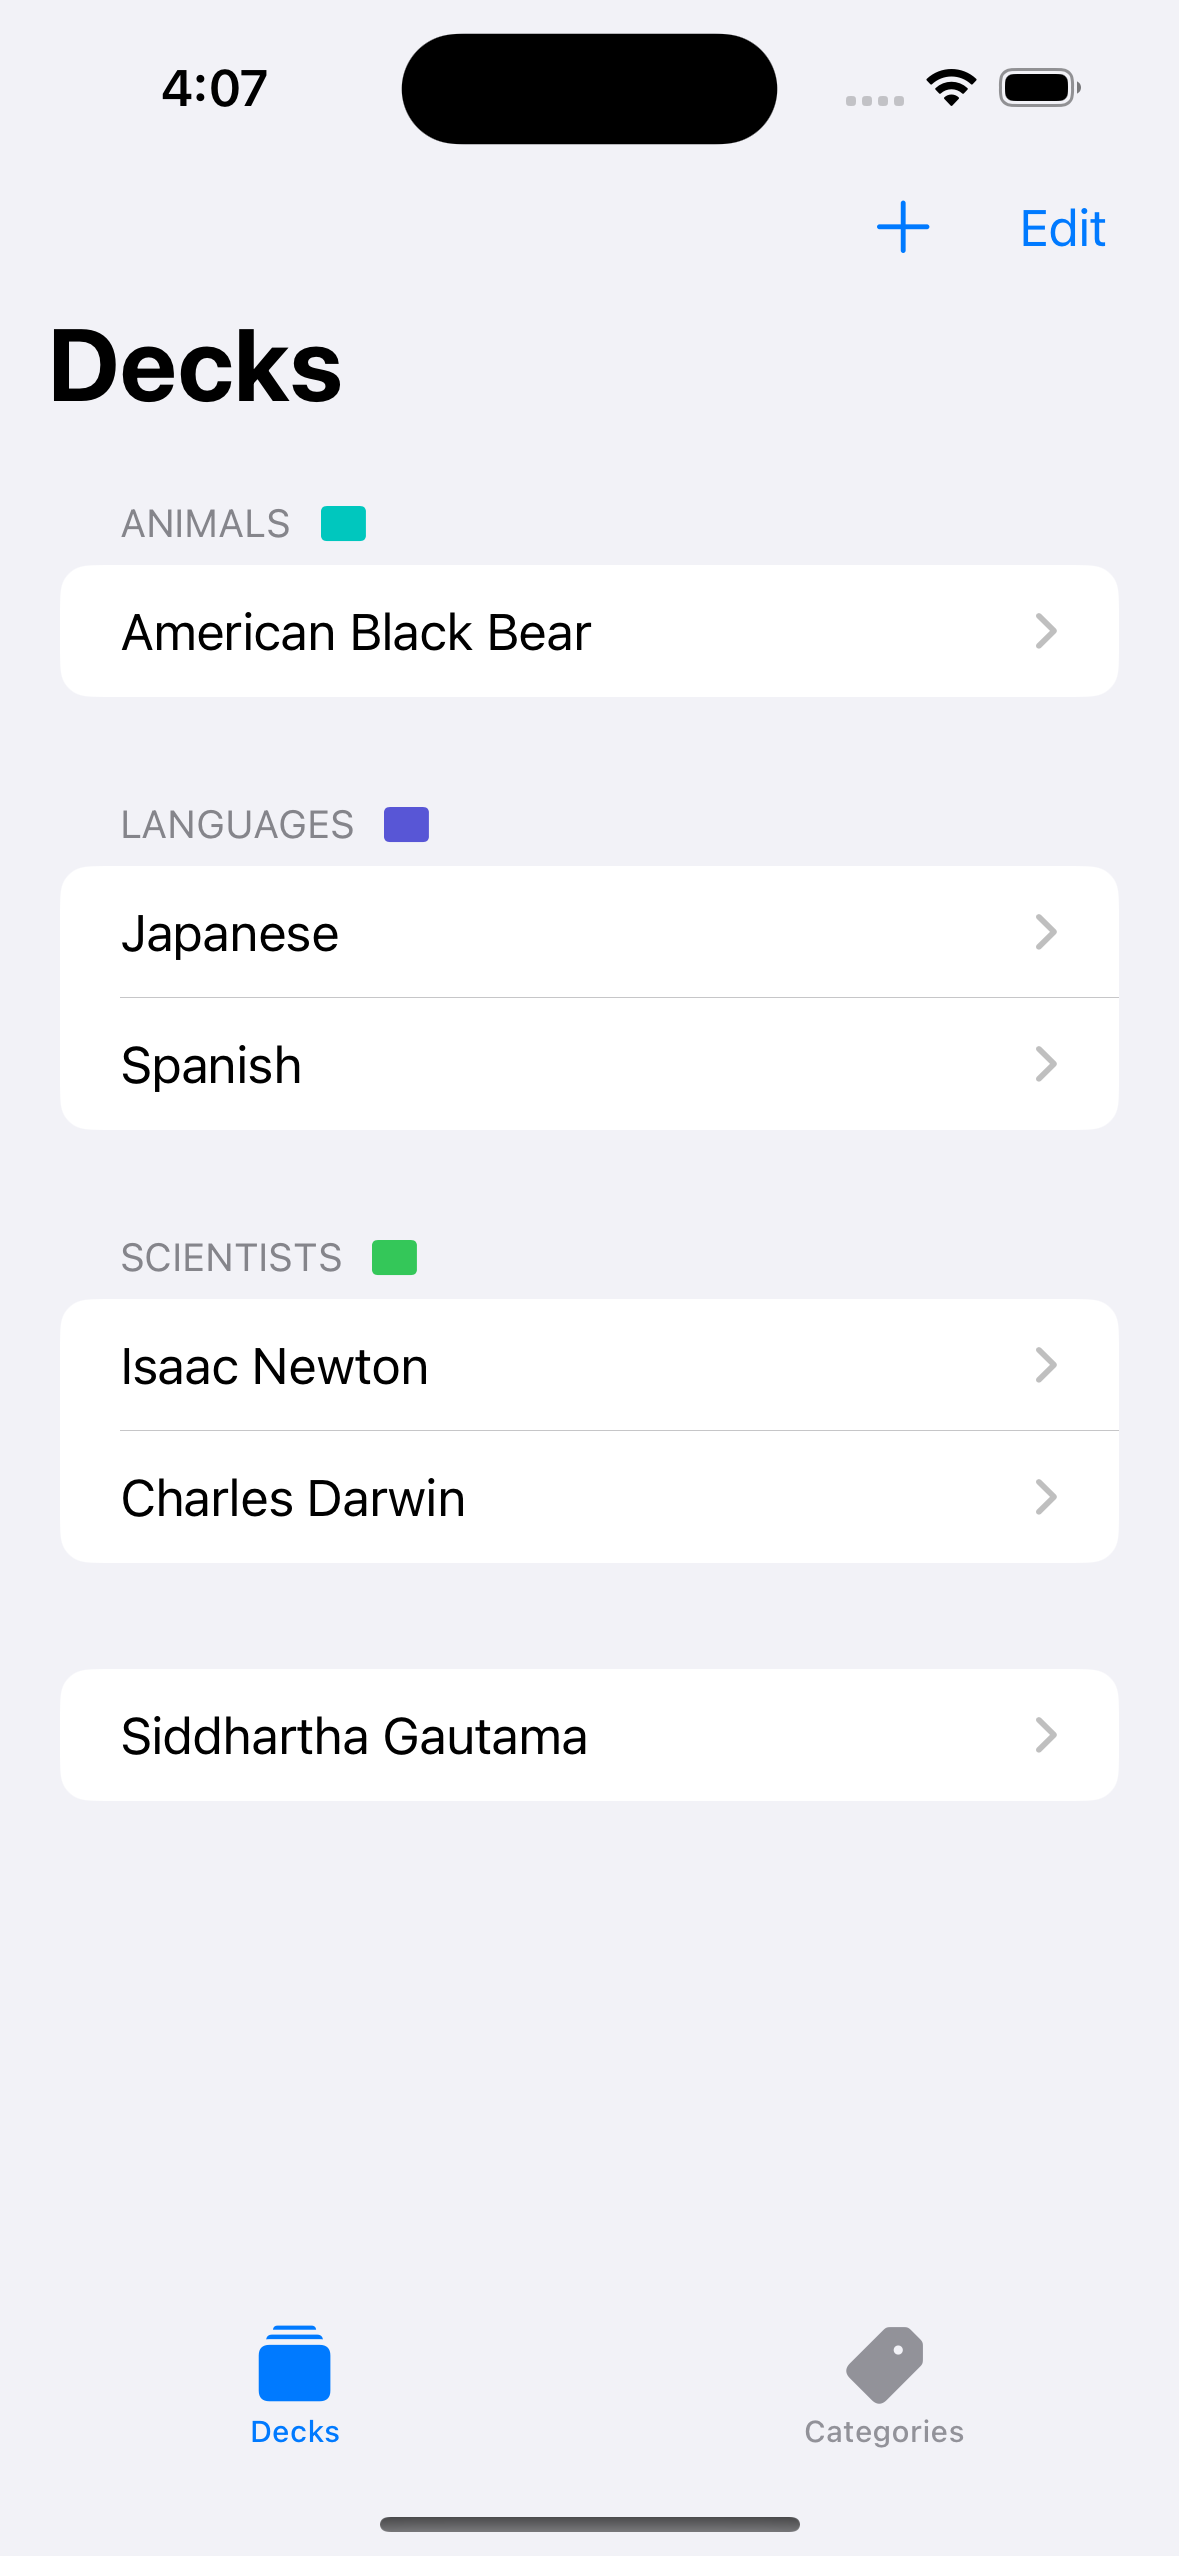 4:07
Edit
Decks
ANIMALS
American Black Bear
LANGUAGES
Japanese
Spanish
SCIENTISTS
Isaac Newton
Charles Darwin
Siddhartha Gautama
Decks
Categories